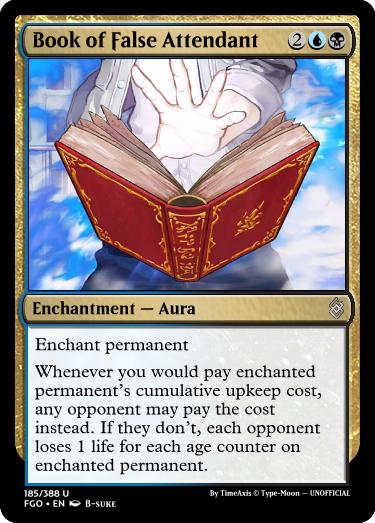 Book of False Attendant 2
Enchantment — Aura
Enchant permanent
Whenever you would pay enchanted
permanent's cumulative upkeep cost,
any opponent may pay the cost
instead. If they don't, each opponent
loses 1 life for each age counter on
enchanted permanent.
185/388 U
FGO • EN B-suke
By TimeAxis © Type-Moon — UNOFFICIAL